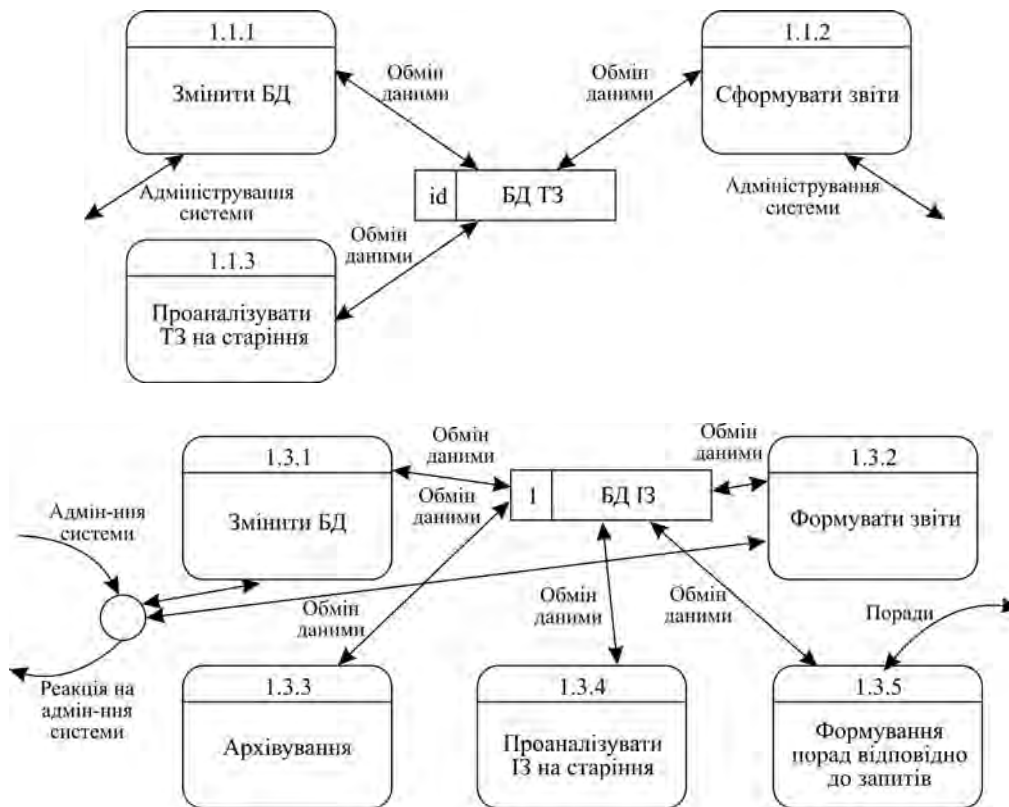 1.1.1
Змінити БД
Обмін
даними
Обмін
даними
1.1.2
Сформувати звіти
id
БД ТЗ
Адміністрування
системи
Адміністрування
системи
Обмін
даними
1.1.3
Проаналізувати
ТЗ на старіння
Обмін
даними
Обмін
даними
1.3.1
Змінити БД
Обмін
даними
1
БД ІЗ
1.3.2
Формувати звіти
Адмін-ння
системи
Обмін
даними
Обмін
даними
Обмін
даними
Поради
Реакція на
адмін-ння
системи
1.3.3
Архівування
1.3.4
Проаналізувати
ІЗ на старіння
1.3.5
Формування
порад відповідно
до запитів